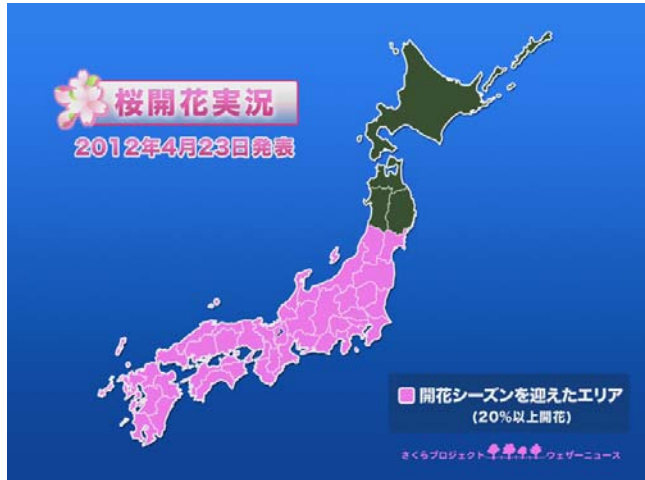 桜開花実況
2012年4月23日発表
開花シーズンを迎えたエリア
(20%以上開花)
さくらプロジェクト ウェザーニュース